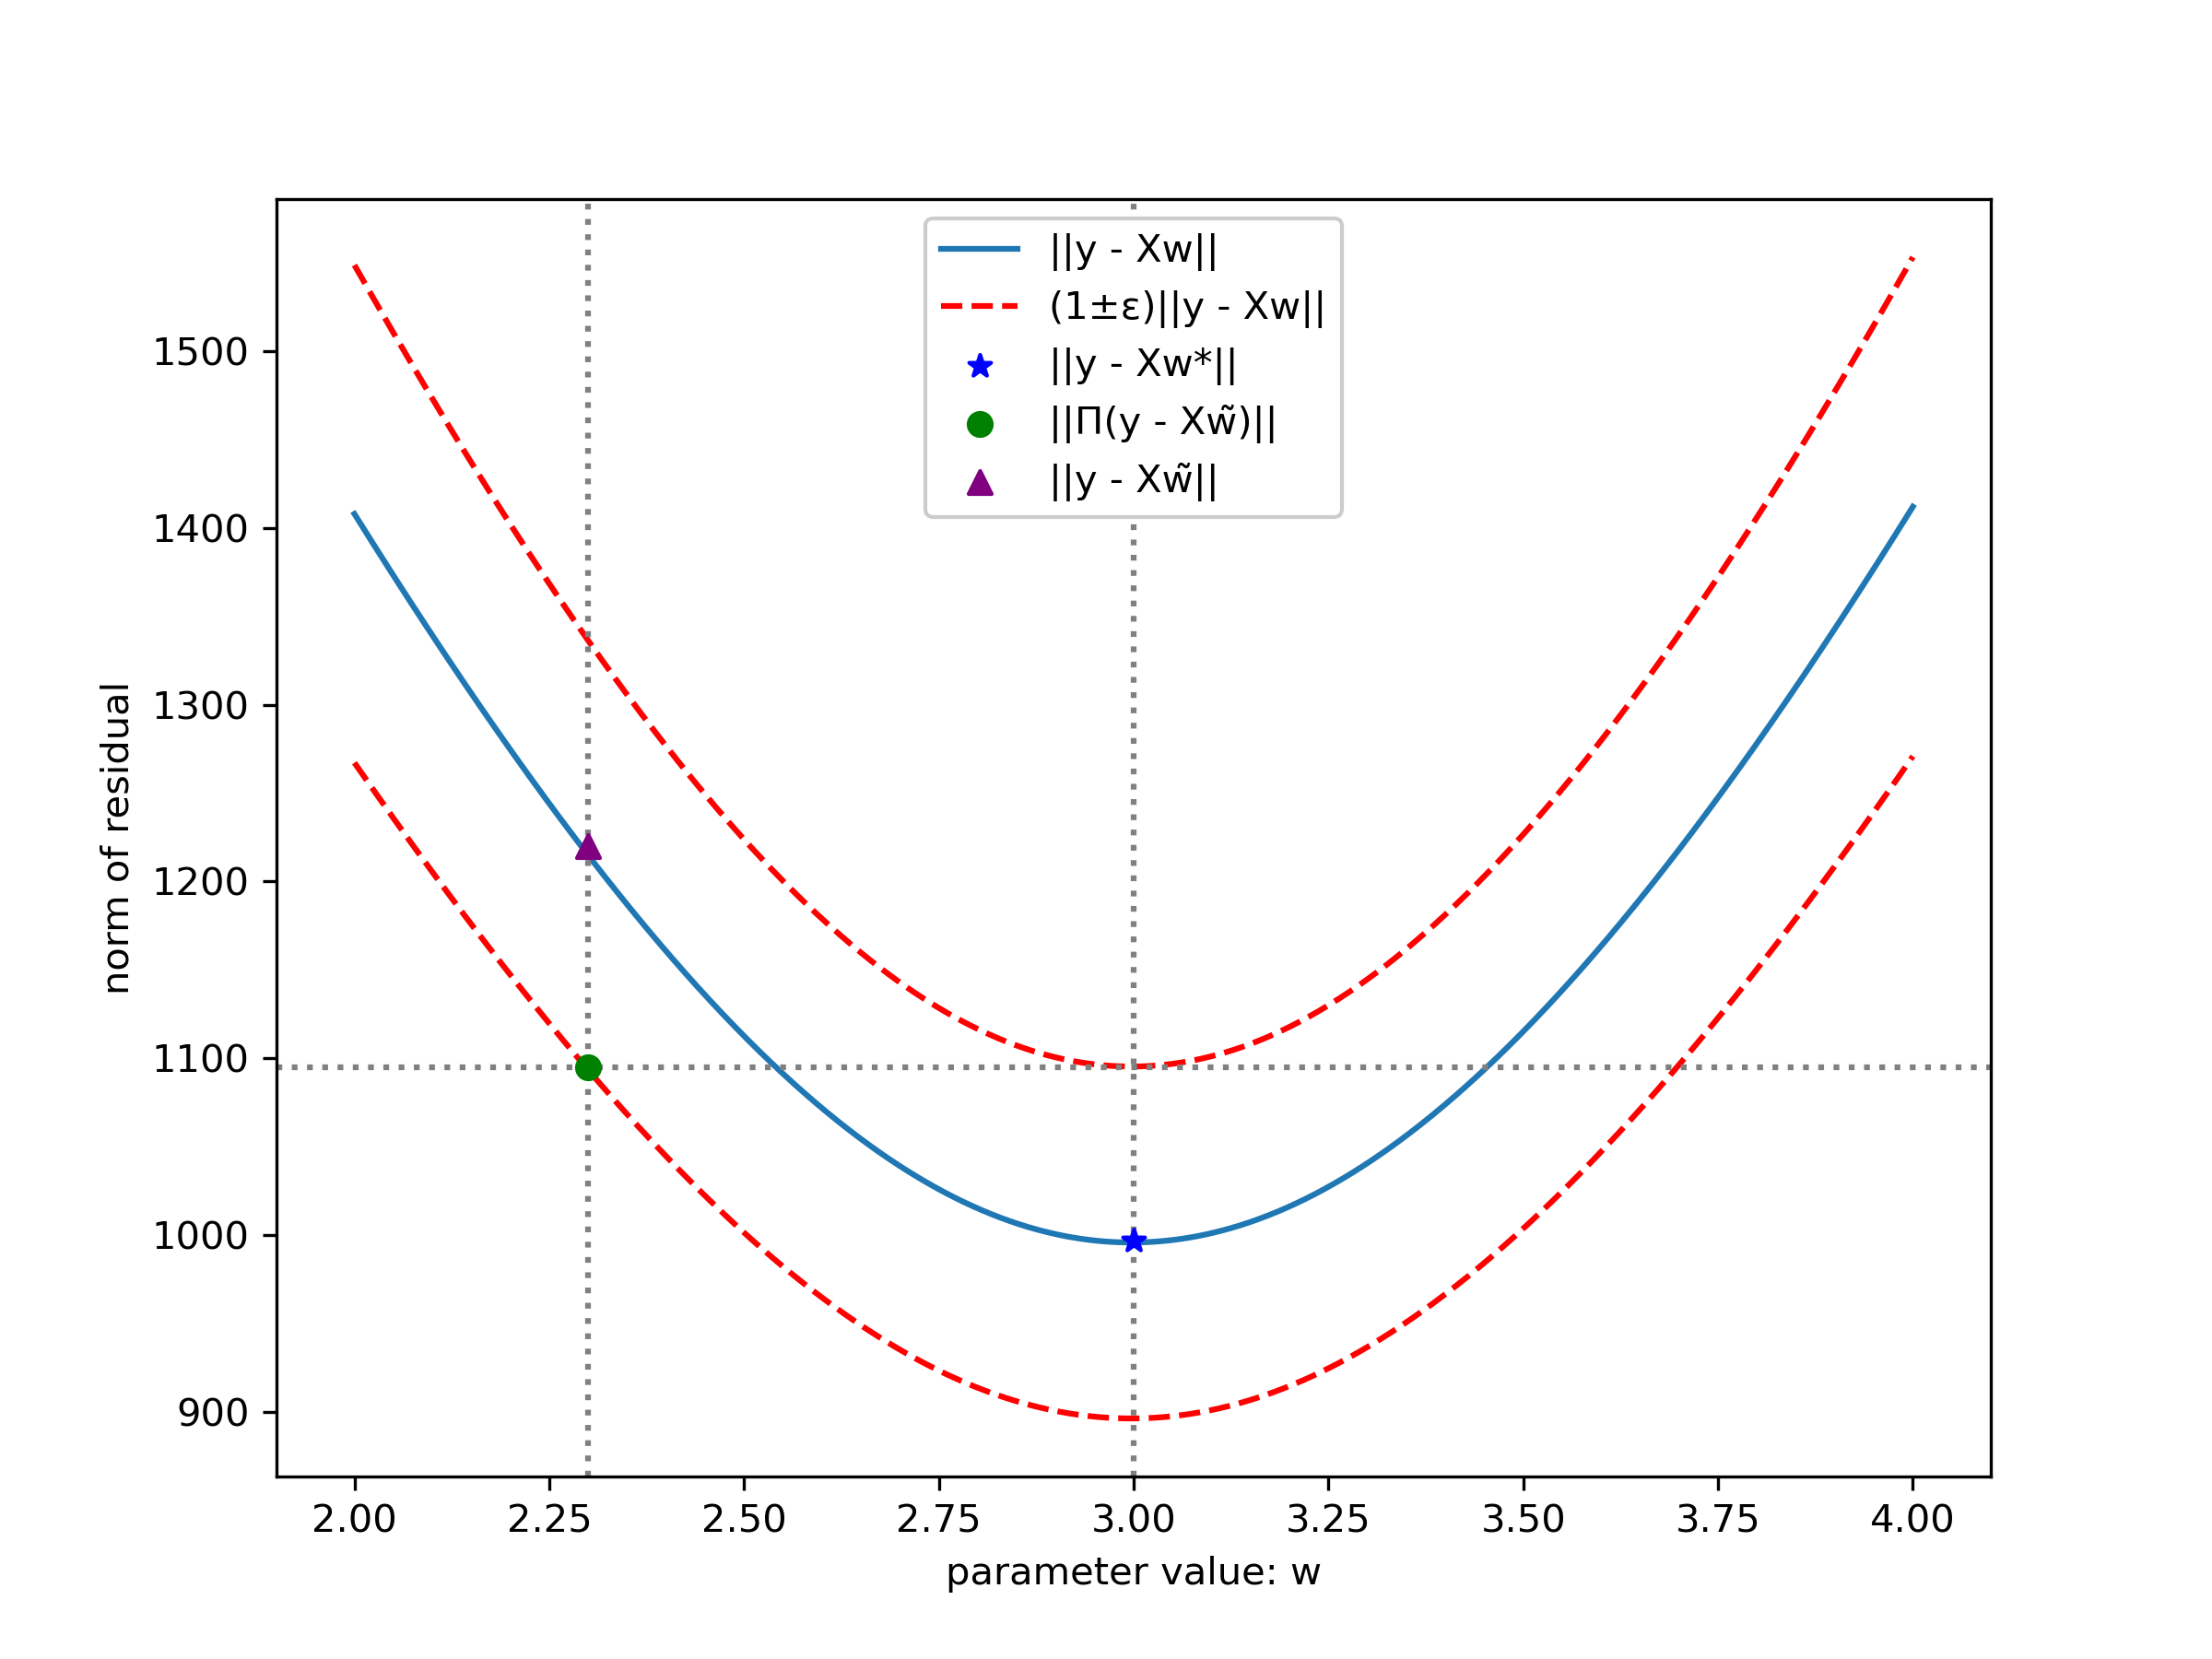 ||y - Xw||
(1±ε)||y - Xw||
||y - Xw*||
||Π(y - Xw̃)||
||y - Xw̃||
1500
1400
1300
1200
1100
1000
900
norm of residual
2.00 2.25 2.50 2.75 3.00 3.25 3.50 3.75 4.00
parameter value: w